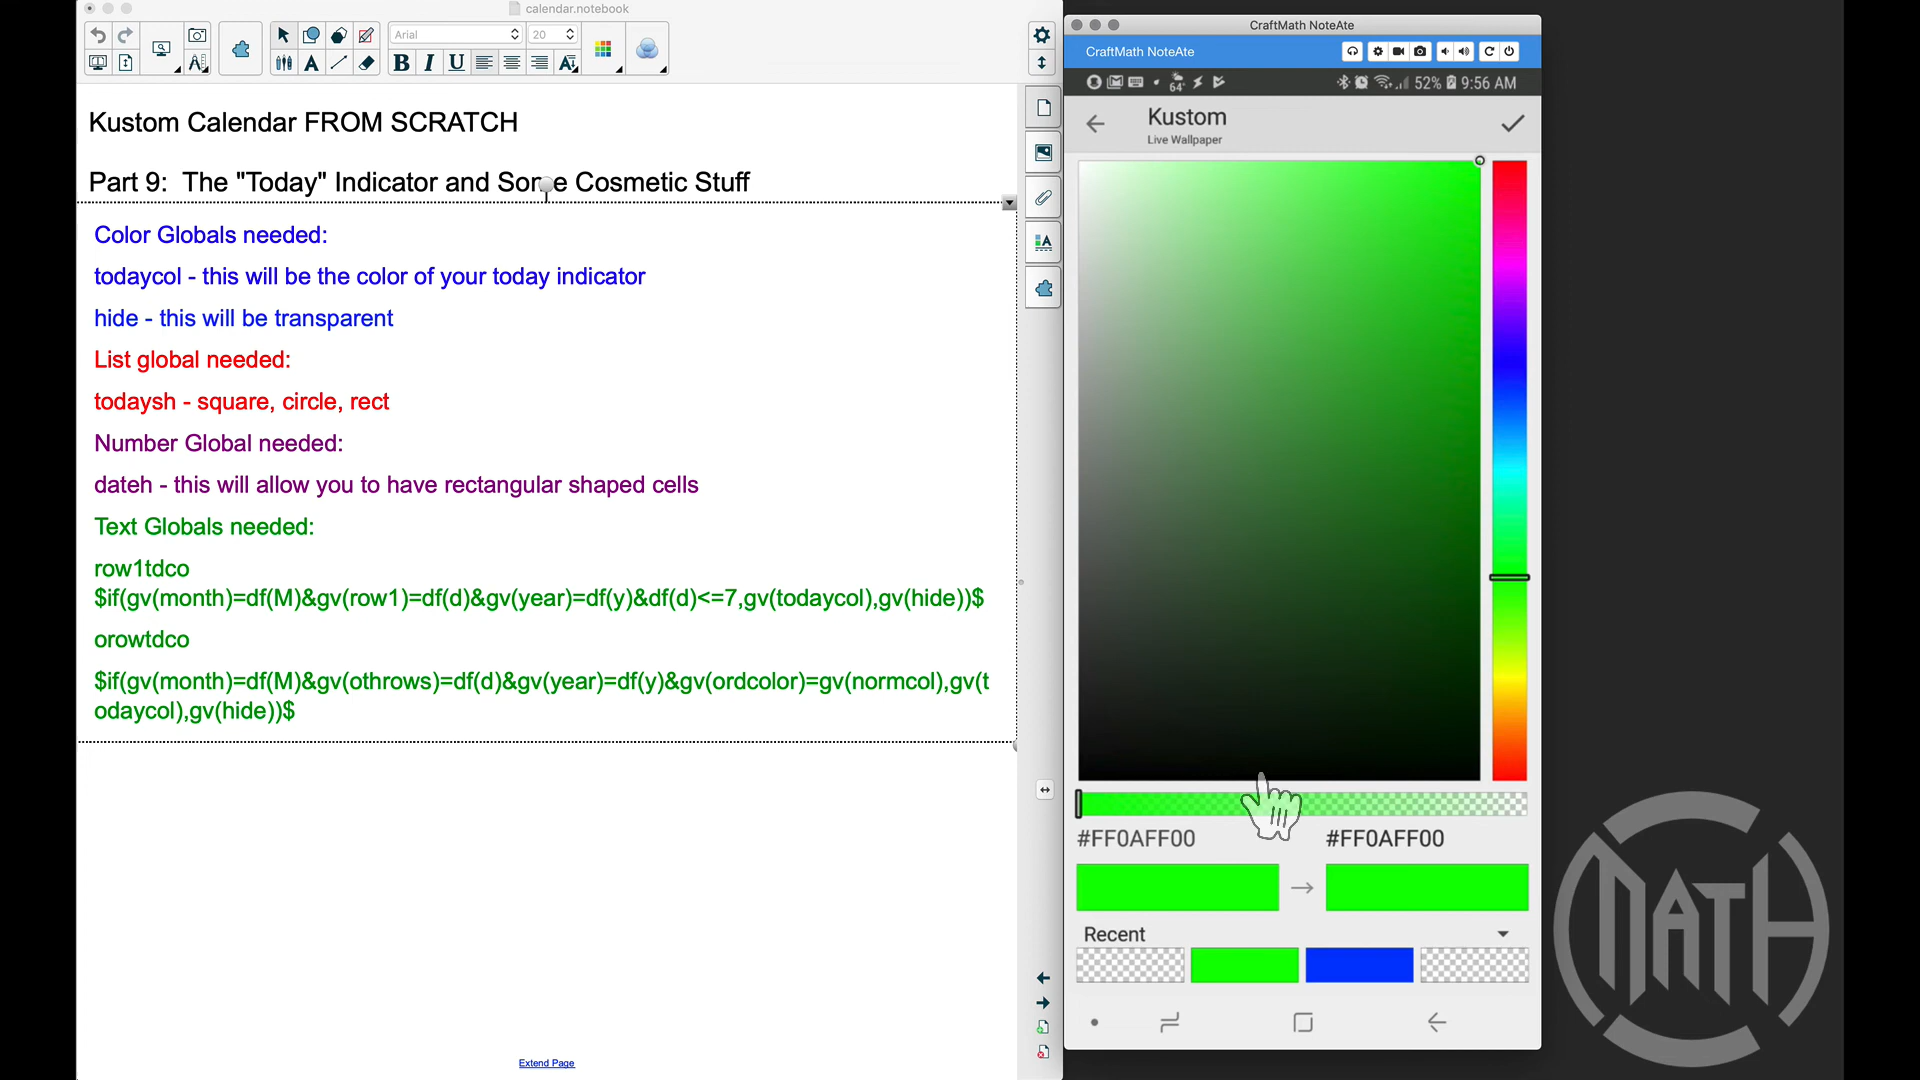 calendar.notebook
Arial
20
Kustom Calendar FROM SCRATCH
Part 9:  The "Today" Indicator and Some Cosmetic Stuff
Color Globals needed:
todaycol - this will be the color of your today indicator
hide - this will be transparent
List global needed:
todaysh - square, circle, rect
Number Global needed:
dateh - this will allow you to have rectangular shaped cells
Text Globals needed:
row1tdco
$if(gv(month)=df(M)&gv(row1)=df(d)&gv(year)=df(y)&df(d)<=7,gv(todaycol),gv(hide))$
orowtdco
$if(gv(month)=df(M)&gv(othrows)=df(d)&gv(year)=df(y)&gv(ordcolor)=gv(normcol),gv(t
odaycol),gv(hide))$
Extend Page
CraftMath NoteAte
CraftMath NoteAte
64°
52%
9:56 AM
Kustom
Live Wallpaper
#FF0AFF00
#FF0AFF00
Recent
MATH